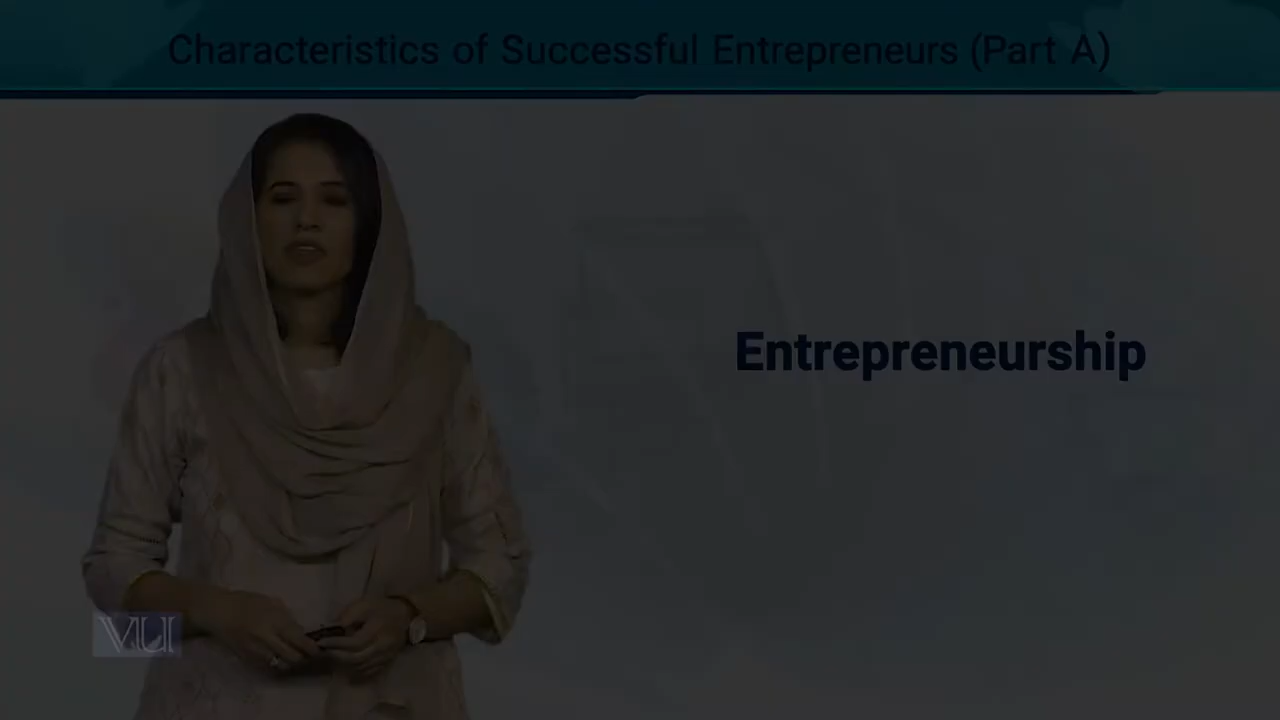 Characteristics of Successful Entrepreneurs (Part A)
Entrepreneurship
VU